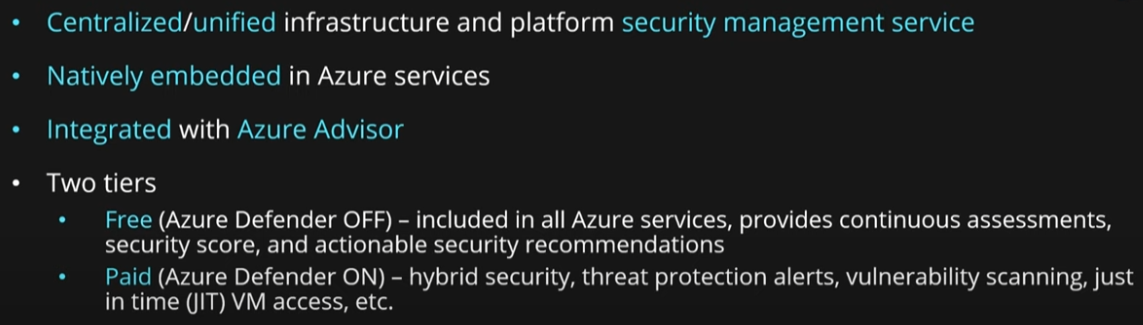 • Centralized/unified infrastructure and platform security management service
• Natively embedded in Azure services
• Integrated with Azure Advisor
• Two tiers
• Free (Azure Defender OFF) – included in all Azure services, provides continuous assessments,
security score, and actionable security recommendations
• Paid (Azure Defender ON) – hybrid security, threat protection alerts, vulnerability scanning, just
in time (JIT) VM access, etc.